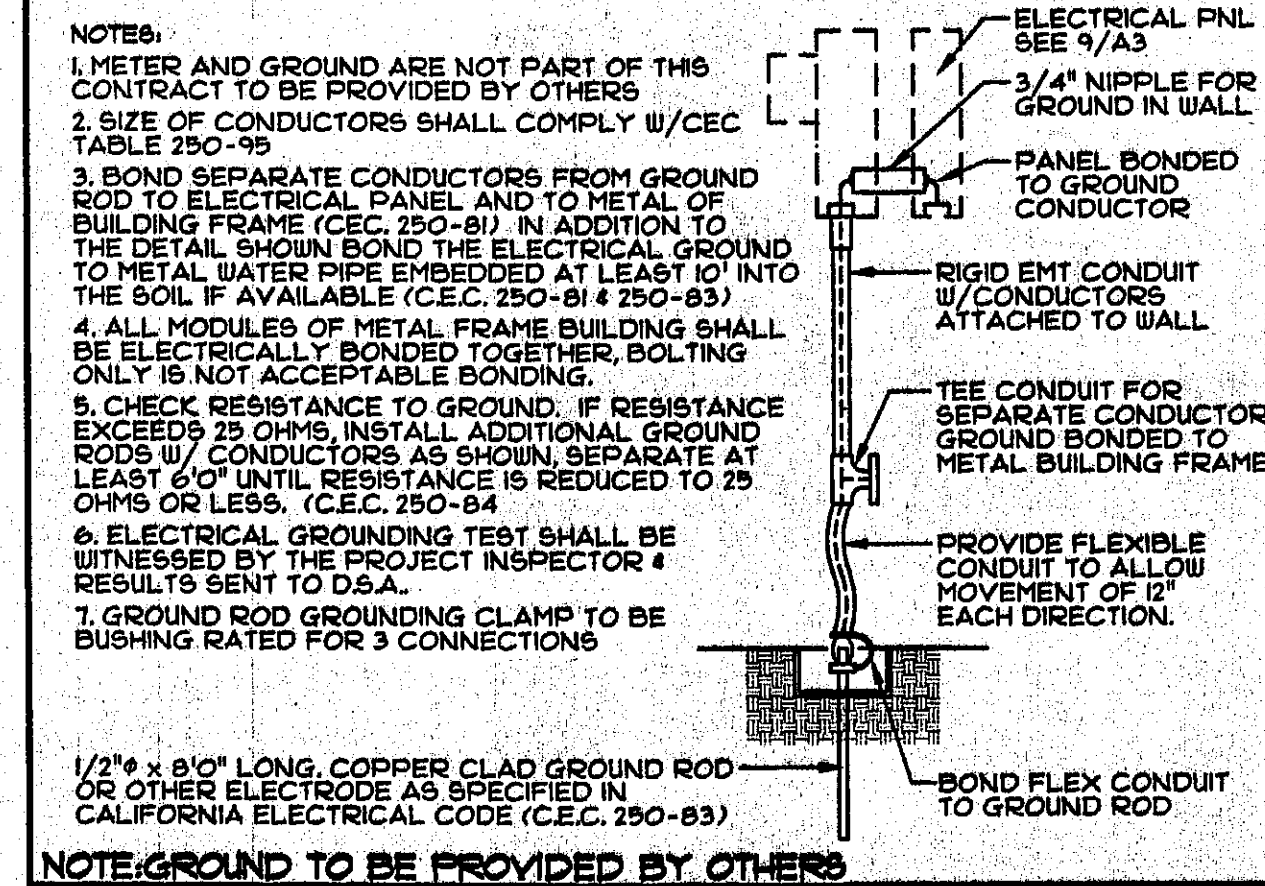 NOTES:
1. METER AND GROUND ARE NOT PART OF THIS
CONTRACT TO BE PROVIDED BY OTHERS
2. SIZE OF CONDUCTORS SHALL COMPLY W/CEC
TABLE 250-95
3. BOND SEPARATE CONDUCTORS FROM GROUND
ROD TO ELECTRICAL PANEL AND TO METAL OF
BUILDING FRAME (CEC. 250-81) IN ADDITION TO
THE DETAIL SHOWN BOND THE ELECTRICAL GROUND
TO METAL WATER PIPE EMBEDDED AT LEAST 10' INTO
THE SOIL IF AVAILABLE (C.E.C. 250-81 & 250-83)
4. ALL MODULES OF METAL FRAME BUILDING SHALL
BE ELECTRICALLY BONDED TOGETHER, BOLTING
ONLY IS NOT ACCEPTABLE BONDING.
5. CHECK RESISTANCE TO GROUND. IF RESISTANCE
EXCEEDS 25 OHMS, INSTALL ADDITIONAL GROUND
RODS W/ CONDUCTORS AS SHOWN, SEPARATE AT
LEAST 6'0" UNTIL RESISTANCE IS REDUCED TO 25
OHMS OR LESS. (C.E.C. 250-84
6. ELECTRICAL GROUNDING TEST SHALL BE
WITNESSED BY THE PROJECT INSPECTOR &
RESULTS SENT TO D.S.A..
7. GROUND ROD GROUNDING CLAMP TO BE
BUSHING RATED FOR 3 CONNECTIONS
1/2"φ x 8'0" LONG. COPPER CLAD GROUND ROD
OR OTHER ELECTRODE AS SPECIFIED IN
CALIFORNIA ELECTRICAL CODE (C.E.C. 250-83)
ELECTRICAL PNL
SEE 9/A3
3/4" NIPPLE FOR
GROUND IN WALL
PANEL BONDED
TO GROUND
CONDUCTOR
RIGID EMT CONDUIT
W/CONDUCTORS
ATTACHED TO WALL
TEE CONDUIT FOR
SEPARATE CONDUCTOR
GROUND BONDED TO
METAL BUILDING FRAME
PROVIDE FLEXIBLE
CONDUIT TO ALLOW
MOVEMENT OF 12"
EACH DIRECTION.
BOND FLEX CONDUIT
TO GROUND ROD
NOTE:GROUND TO BE PROVIDED BY OTHERS